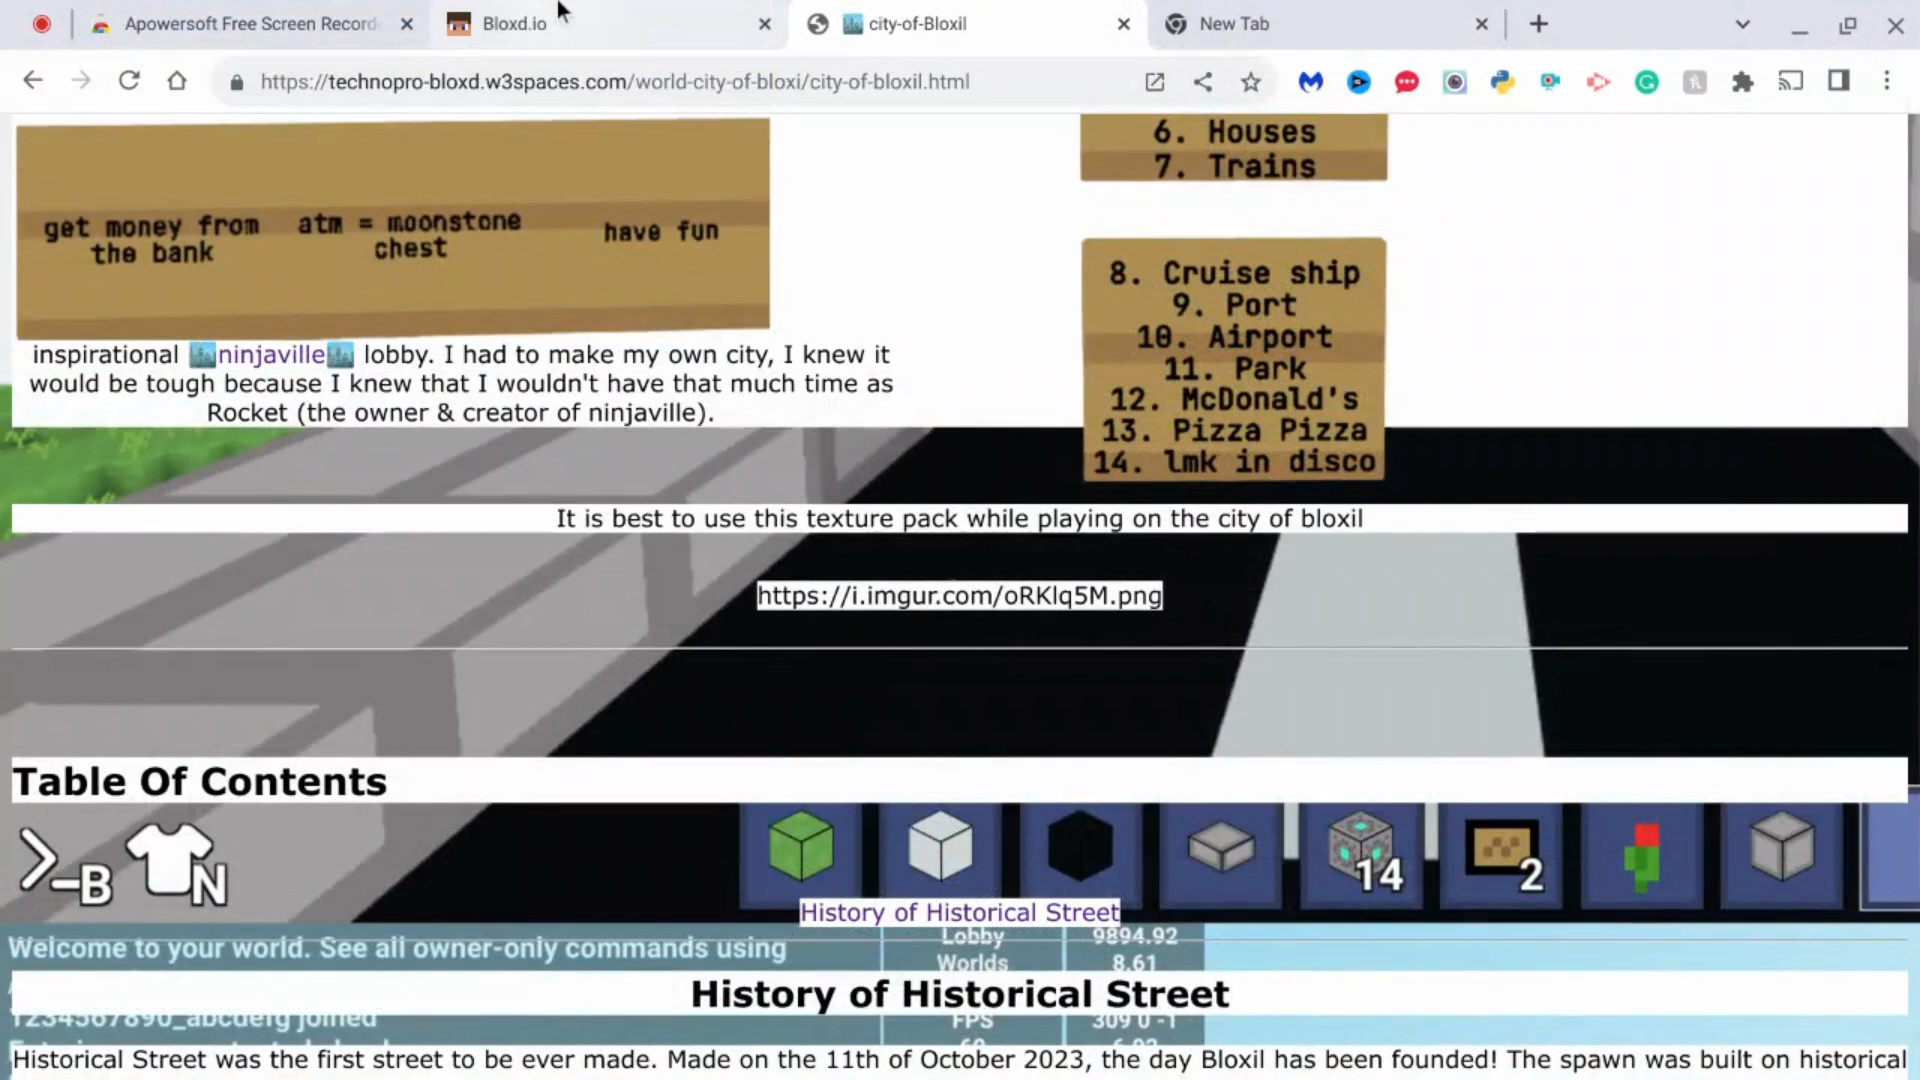 Apowersoft Free Screen Record
Bloxd.io
city-of-Bloxil
New Tab
https://technopro-bloxd.w3spaces.com/world-city-of-bloxi/city-of-bloxil.html
get money from
the bank
atm = moonstone
chest
have fun
6. Houses
7. Trains
8. Cruise ship
9. Port
10. Airport
11. Park
12. McDonald's
13. Pizza Pizza
14. lmk in disco
inspirational ninjaville lobby. I had to make my own city, I knew it
would be tough because I knew that I wouldn't have that much time as
Rocket (the owner & creator of ninjaville).
It is best to use this texture pack while playing on the city of bloxil
https://i.imgur.com/oRKlq5M.png
Table Of Contents
B
N
14
2
History of Historical Street
Welcome to your world. See all owner-only commands using
Lobby 9894.92
Worlds 8.61
History of Historical Street
1234567890_abcdefg joined
FPS 309 0 -1
Historical Street was the first street to be ever made. Made on the 11th of October 2023, the day Bloxil has been founded! The spawn was built on historical